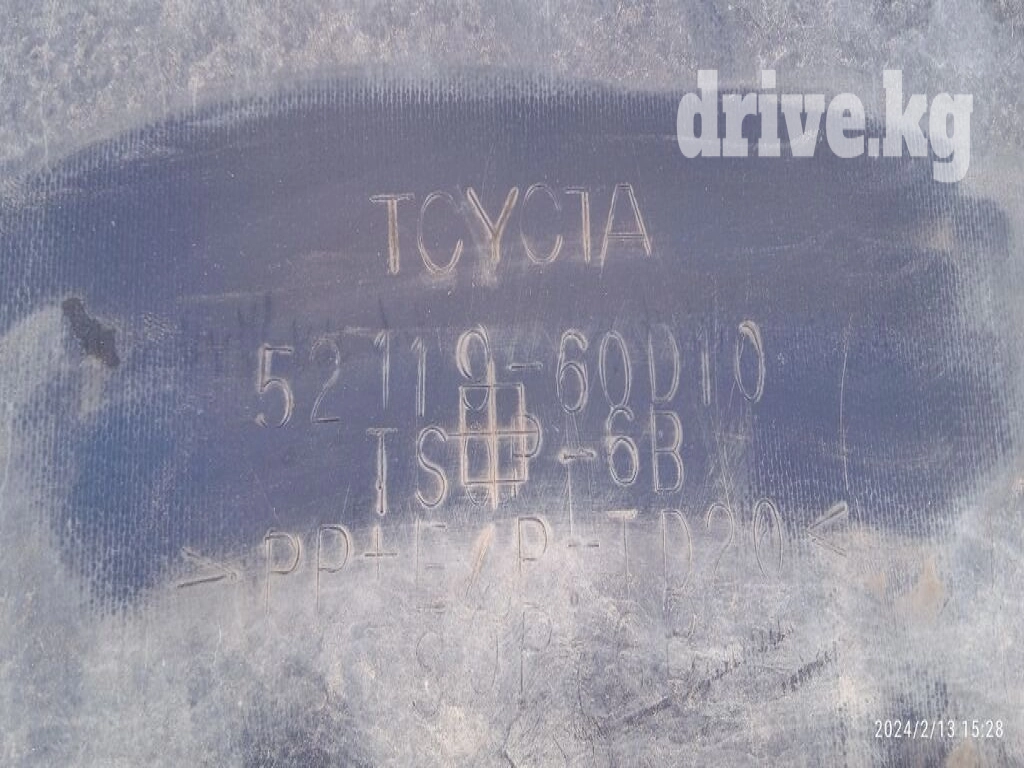 drive.kg
TOYOTA
52119-60D10
TSOP-6B
>PP+E/P-TD20<
2024/2/13 15:28